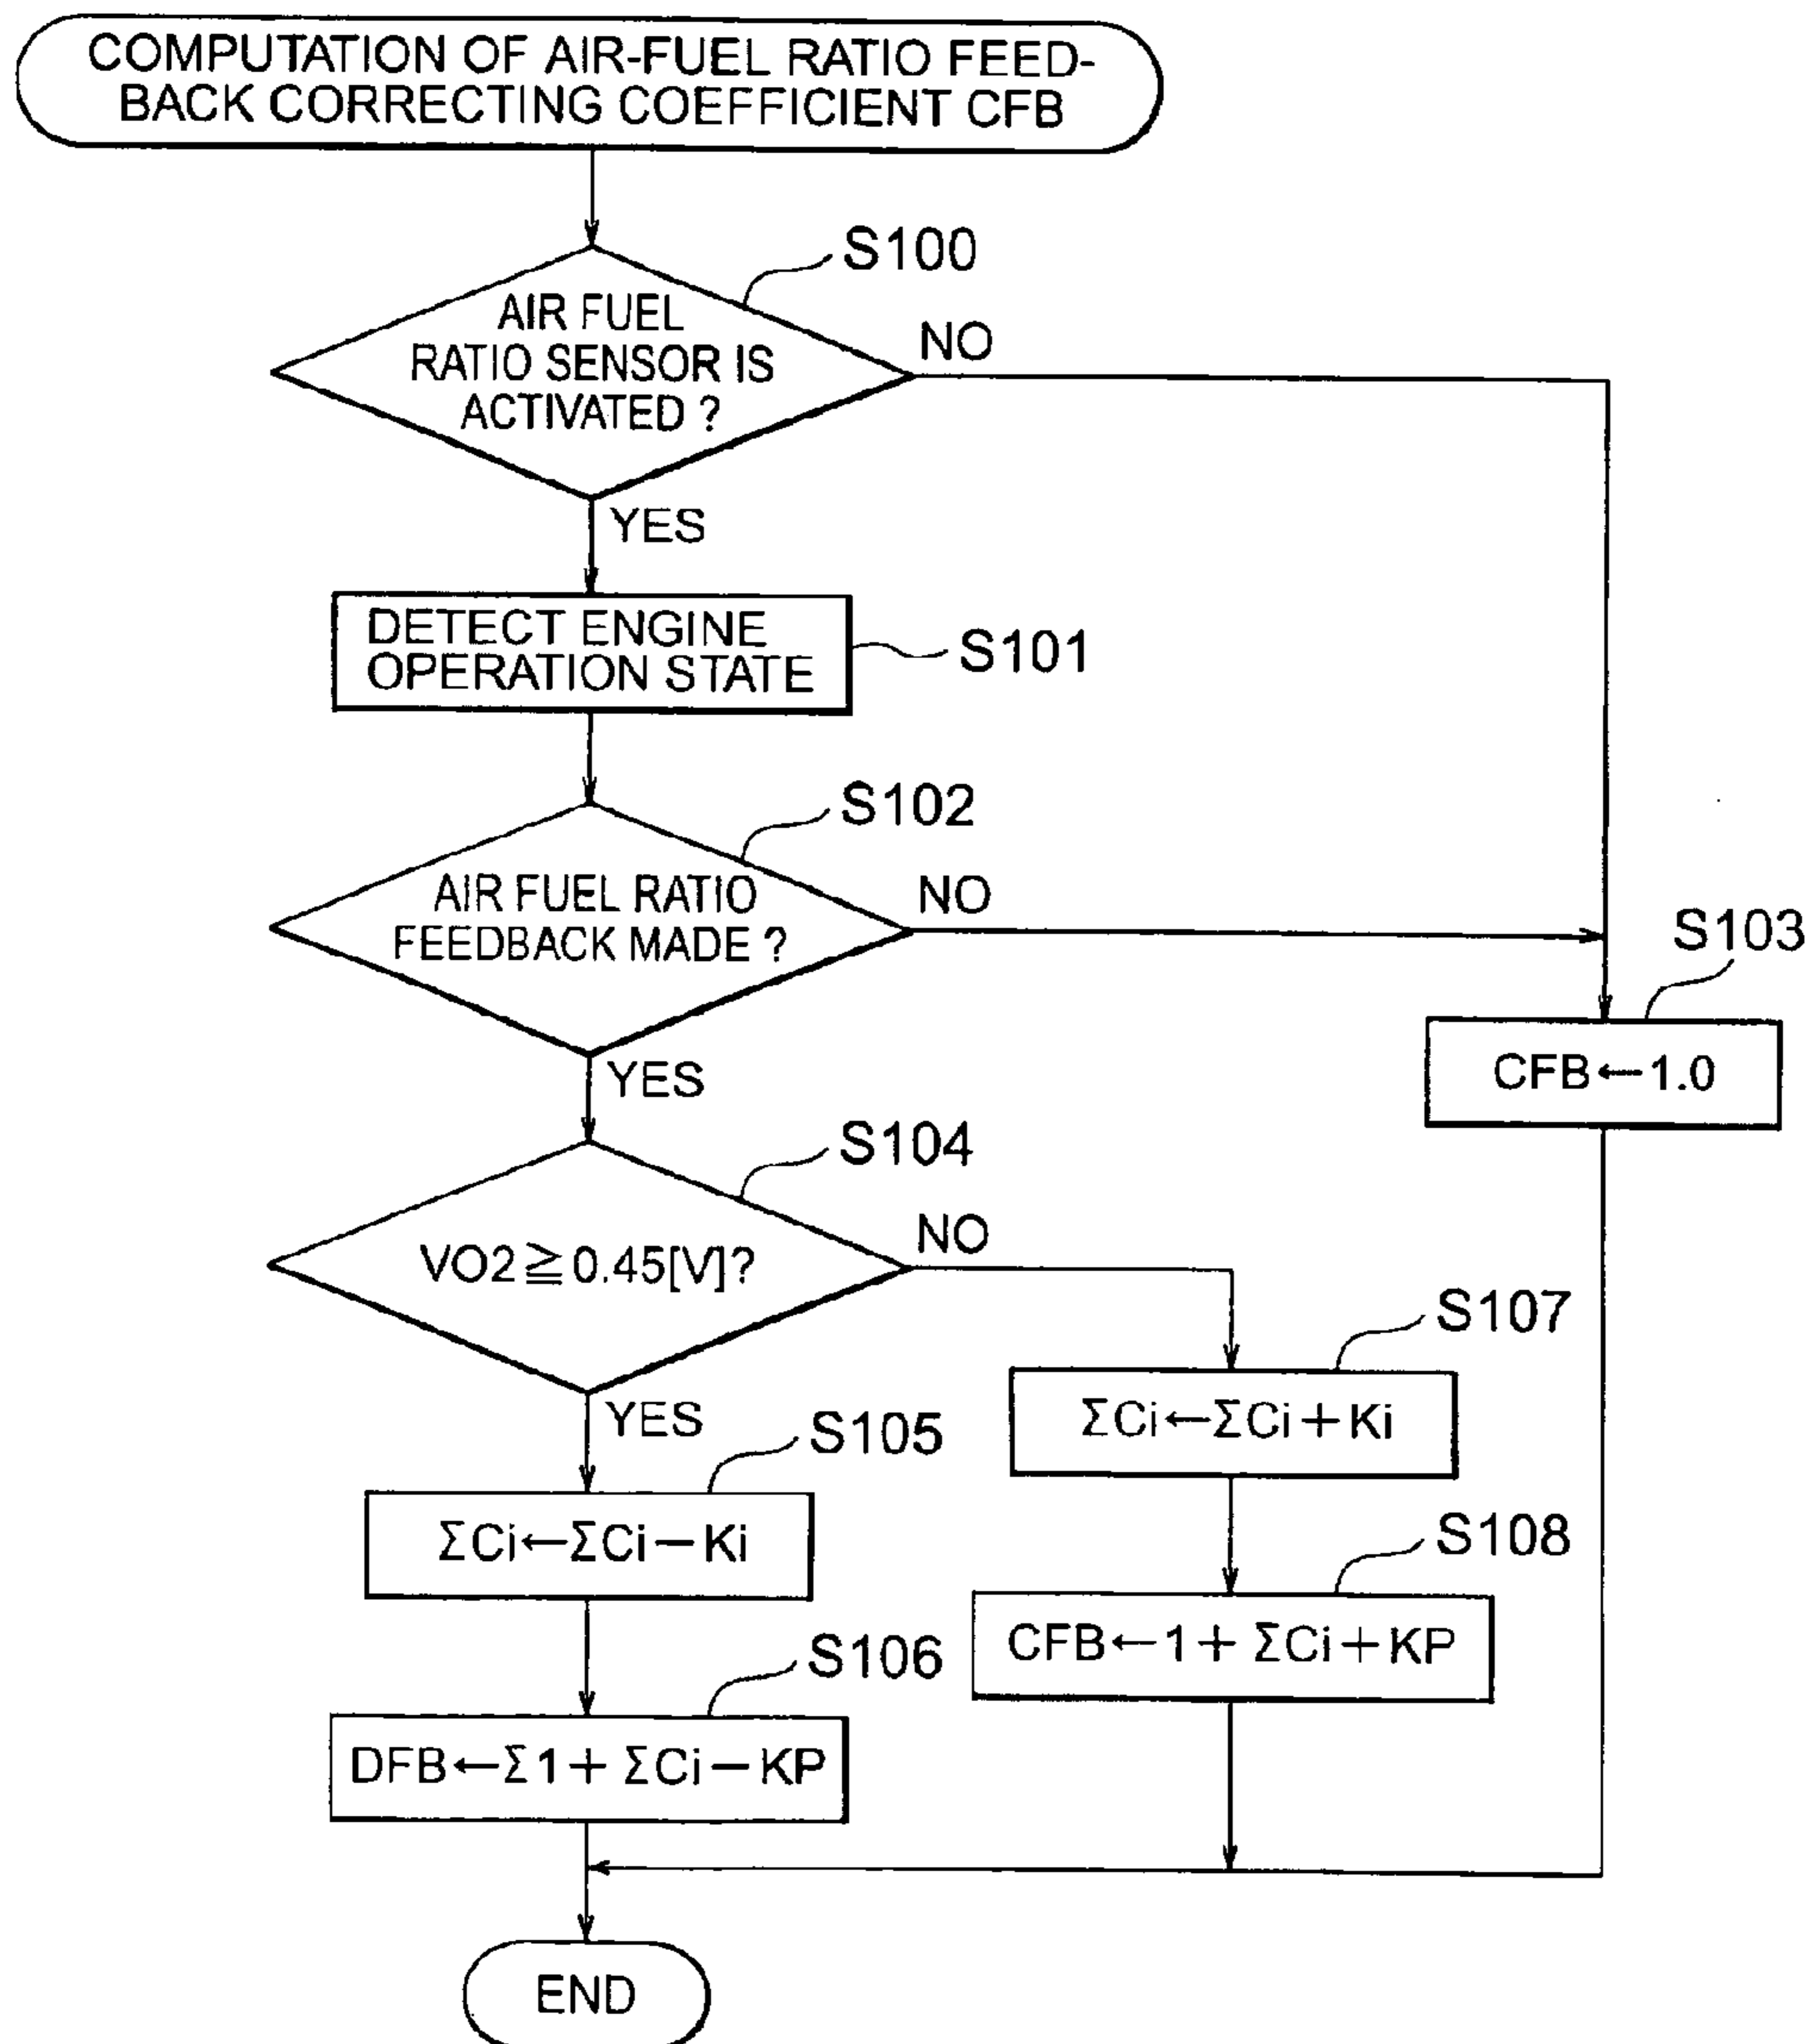 COMPUTATION OF AIR-FUEL RATIO FEED-
BACK CORRECTING COEFFICIENT CFB
S100
AIR FUEL
RATIO SENSOR IS
ACTIVATED ?
NO
YES
DETECT ENGINE
OPERATION STATE
S101
S102
AIR FUEL RATIO
FEEDBACK MADE ?
NO
YES
S103
CFB←1.0
S104
VO2≧0.45[V]?
NO
YES
S107
ΣCi←ΣCi+Ki
S105
ΣCi←ΣCi−Ki
S108
CFB←1+ ΣCi+KP
S106
DFB←Σ1+ ΣCi−KP
END